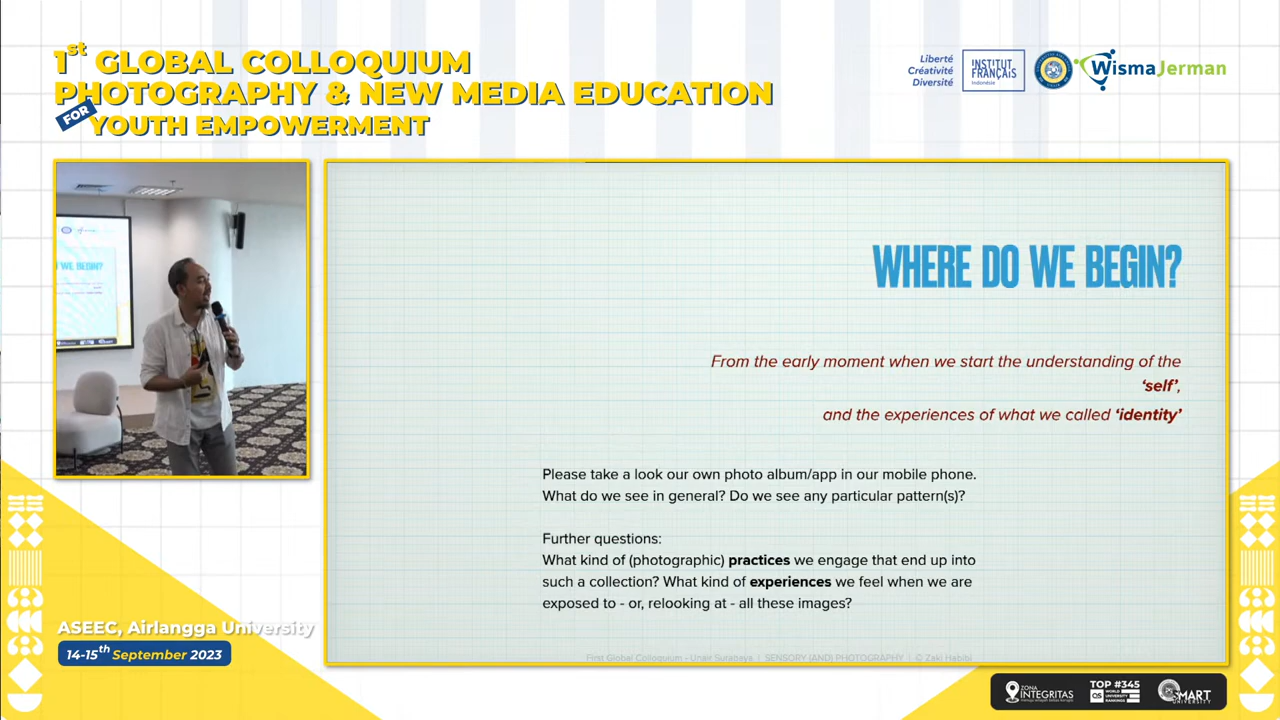 1st GLOBAL COLLOQUIUM
PHOTOGRAPHY & NEW MEDIA EDUCATION
FOR YOUTH EMPOWERMENT
Liberté
Créativité
Diversité
INSTITUT
FRANÇAIS
Indonésie
WismaJerman
WE BEGIN?
WHERE DO WE BEGIN?
From the early moment when we start the understanding of the
‘self’,
and the experiences of what we called ‘identity’
Please take a look our own photo album/app in our mobile phone.
What do we see in general? Do we see any particular pattern(s)?
Further questions:
What kind of (photographic) practices we engage that end up into
such a collection? What kind of experiences we feel when we are
exposed to - or, relooking at - all these images?
First Global Colloquium - Unair Surabaya | SENSORY (AND) PHOTOGRAPHY | © Zaki Habibi
ASEEC, Airlangga University
14-15th September 2023
ZONA
INTEGRITAS
TOP #345
QS WORLD
UNIVERSITY
RANKINGS
SMART
UNIVERSITY